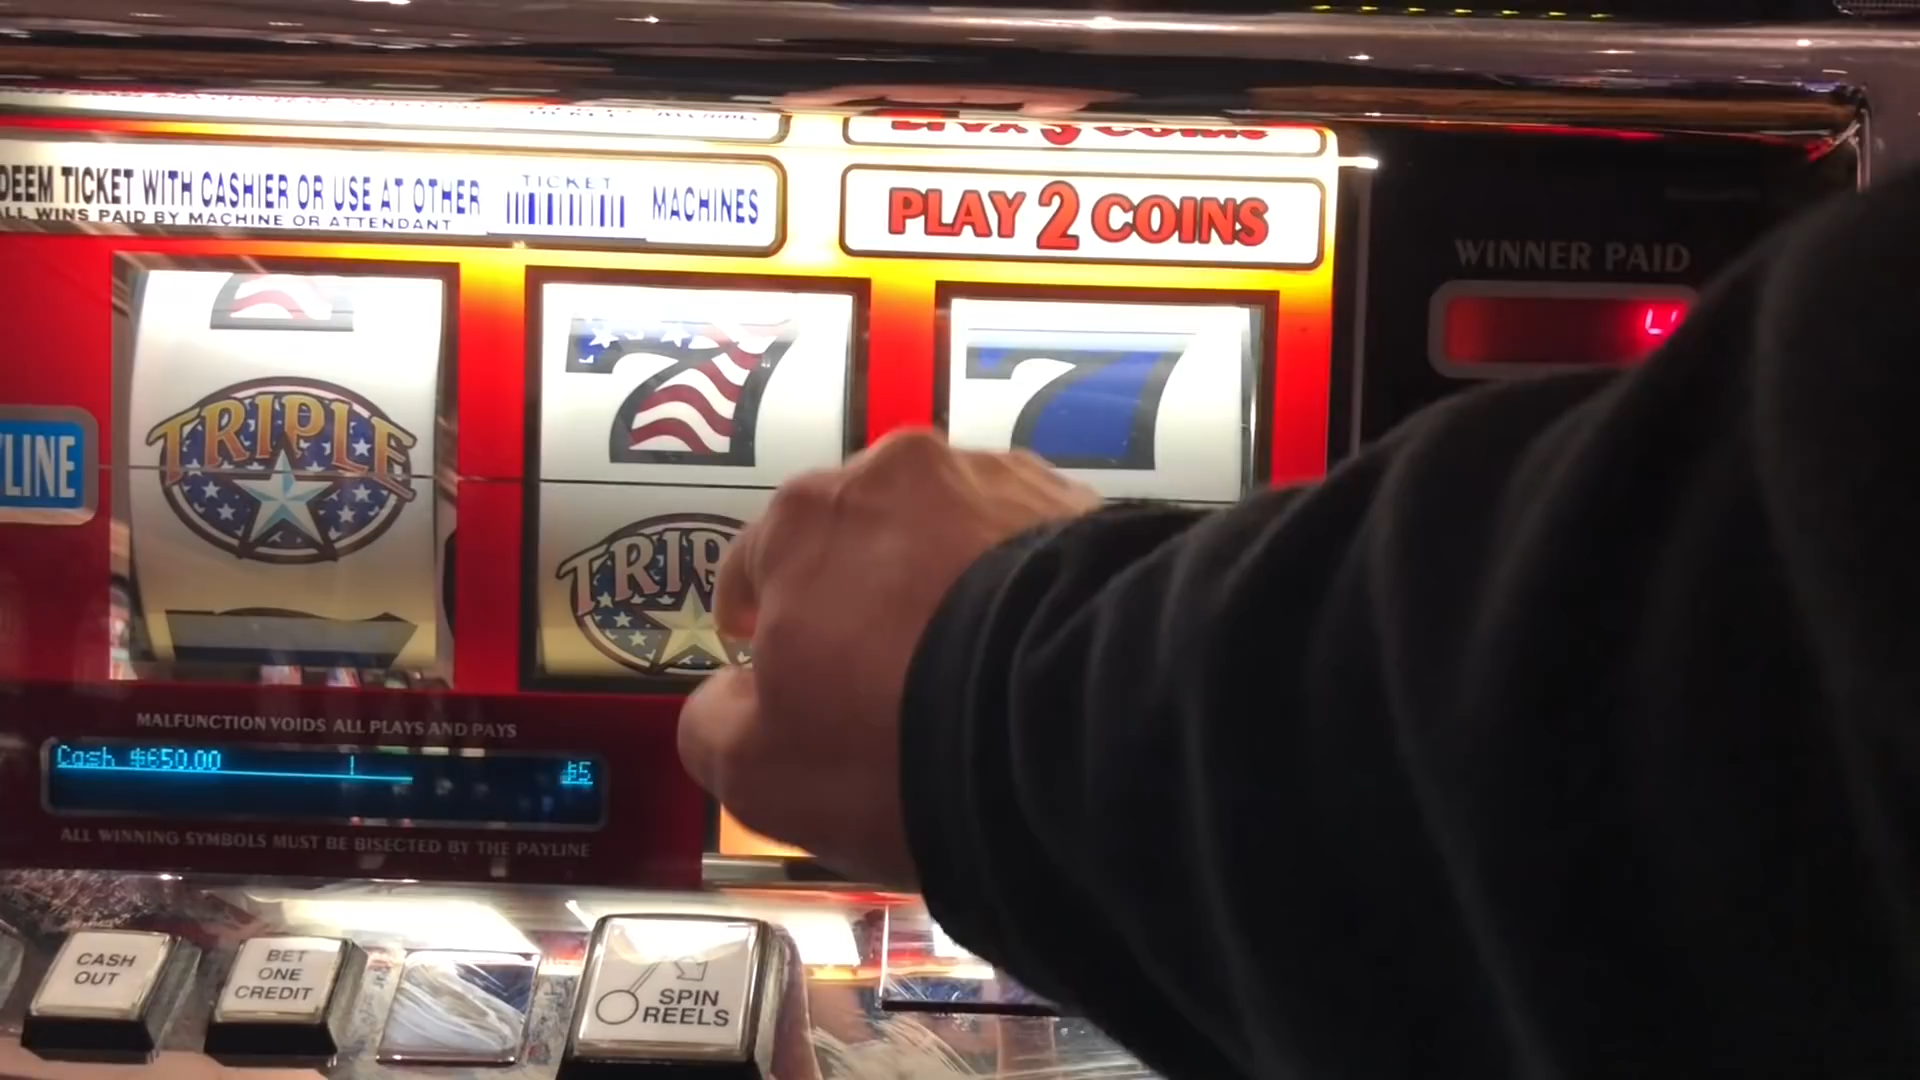 DEEM TICKET WITH CASHIER OR USE AT OTHER
TICKET
MACHINES
ALL WINS PAID BY MACHINE OR ATTENDANT
PLAY 2 COINS
WINNER PAID
TRIPLE
7
7
LINE
TRIP
MALFUNCTION VOIDS ALL PLAYS AND PAYS
Cash $650.00
$5
ALL WINNING SYMBOLS MUST BE BISECTED BY THE PAYLINE
CASH
OUT
BET
ONE
CREDIT
SPIN
REELS